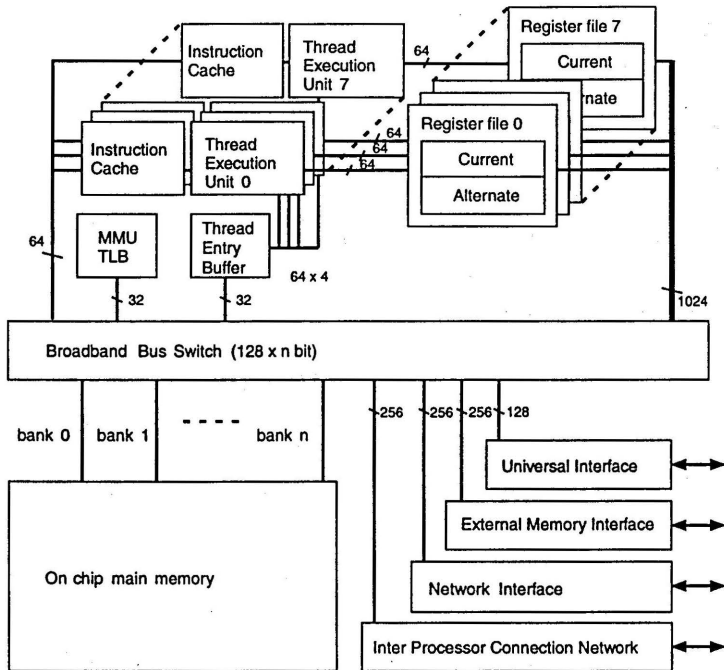 Register file 7
Instruction
Cache
Thread
Execution
Unit 7
64
Current
rnate
Register file 0
64
64
64
Instruction
Cache
Thread
Execution
Unit 0
Current
Alternate
MMU
TLB
Thread
Entry
Buffer
64
64 x 4
32
32
1024
Broadband Bus Switch (128 x n bit)
256
256
256
128
bank 0
bank 1
bank n
Universal Interface
External Memory Interface
On chip main memory
Network Interface
Inter Processor Connection Network